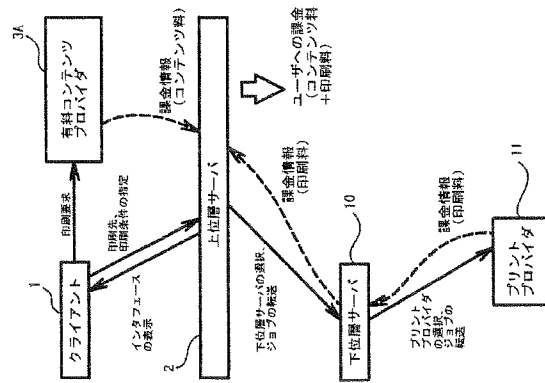 1
クライアント
印刷要求
3A
有料コンテンツ
プロバイダ
インタフェース
の表示
印刷先、
印刷条件の指定
課金情報
(コンテンツ料)
2
上位層サーバ
ユーザへの課金
(コンテンツ料
+印刷料)
下位層サーバの選択、
ジョブの転送
課金情報
(印刷料)
10
下位層サーバ
プリント
プロバイダ
の選択、
ジョブの
転送
課金情報
(印刷料)
11
プリント
プロバイダ